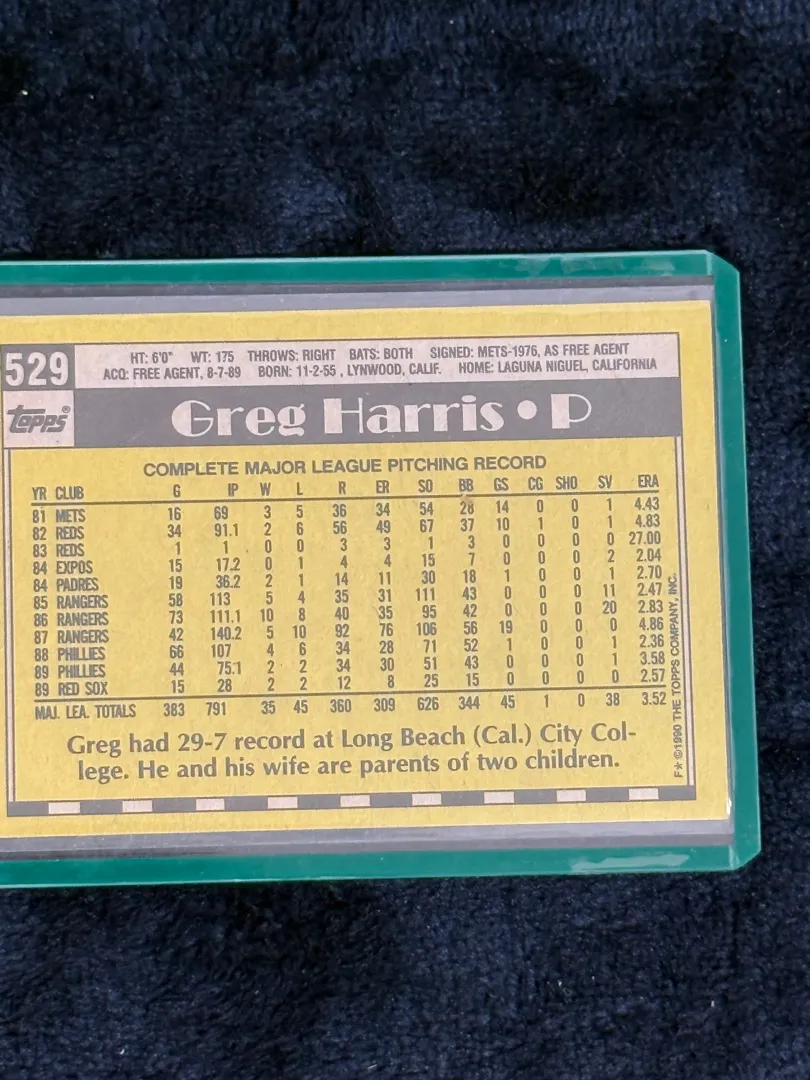 529
HT: 6'0" WT: 175 THROWS: RIGHT BATS: BOTH SIGNED: METS-1976, AS FREE AGENT
ACQ: FREE AGENT, 8-7-89 BORN: 11-2-55, LYNWOOD, CALIF. HOME: LAGUNA NIGUEL, CALIFORNIA
TOPPS®
Greg Harris • P
COMPLETE MAJOR LEAGUE PITCHING RECORD
YR CLUB G IP W L R ER SO BB GS CG SHO SV ERA
81 METS 16 69 3 5 36 34 54 28 14 0 0 1 4.43
82 REDS 34 91.1 2 6 56 49 67 37 10 1 0 1 4.83
83 REDS 1 1 0 0 3 3 1 3 0 0 0 0 27.00
84 EXPOS 15 17.2 0 1 4 4 15 7 0 0 0 2 2.04
84 PADRES 19 36.2 2 1 14 11 30 18 1 0 0 1 2.70
85 RANGERS 58 113 5 4 35 31 111 43 0 0 0 11 2.47
86 RANGERS 73 111.1 10 8 40 35 95 42 0 0 0 20 2.83
87 RANGERS 42 140.2 5 10 92 76 106 56 19 0 0 0 4.86
88 PHILLIES 66 107 4 6 34 28 71 52 1 0 0 1 2.36
89 PHILLIES 44 75.1 2 2 34 30 51 43 0 0 0 1 3.58
89 RED SOX 15 28 2 2 12 8 25 15 0 0 0 0 2.57
MAJ. LEA. TOTALS 383 791 35 45 360 309 626 344 45 1 0 38 3.52
Greg had 29-7 record at Long Beach (Cal.) City Col-
lege. He and his wife are parents of two children.
F★ ©1990 THE TOPPS COMPANY, INC.